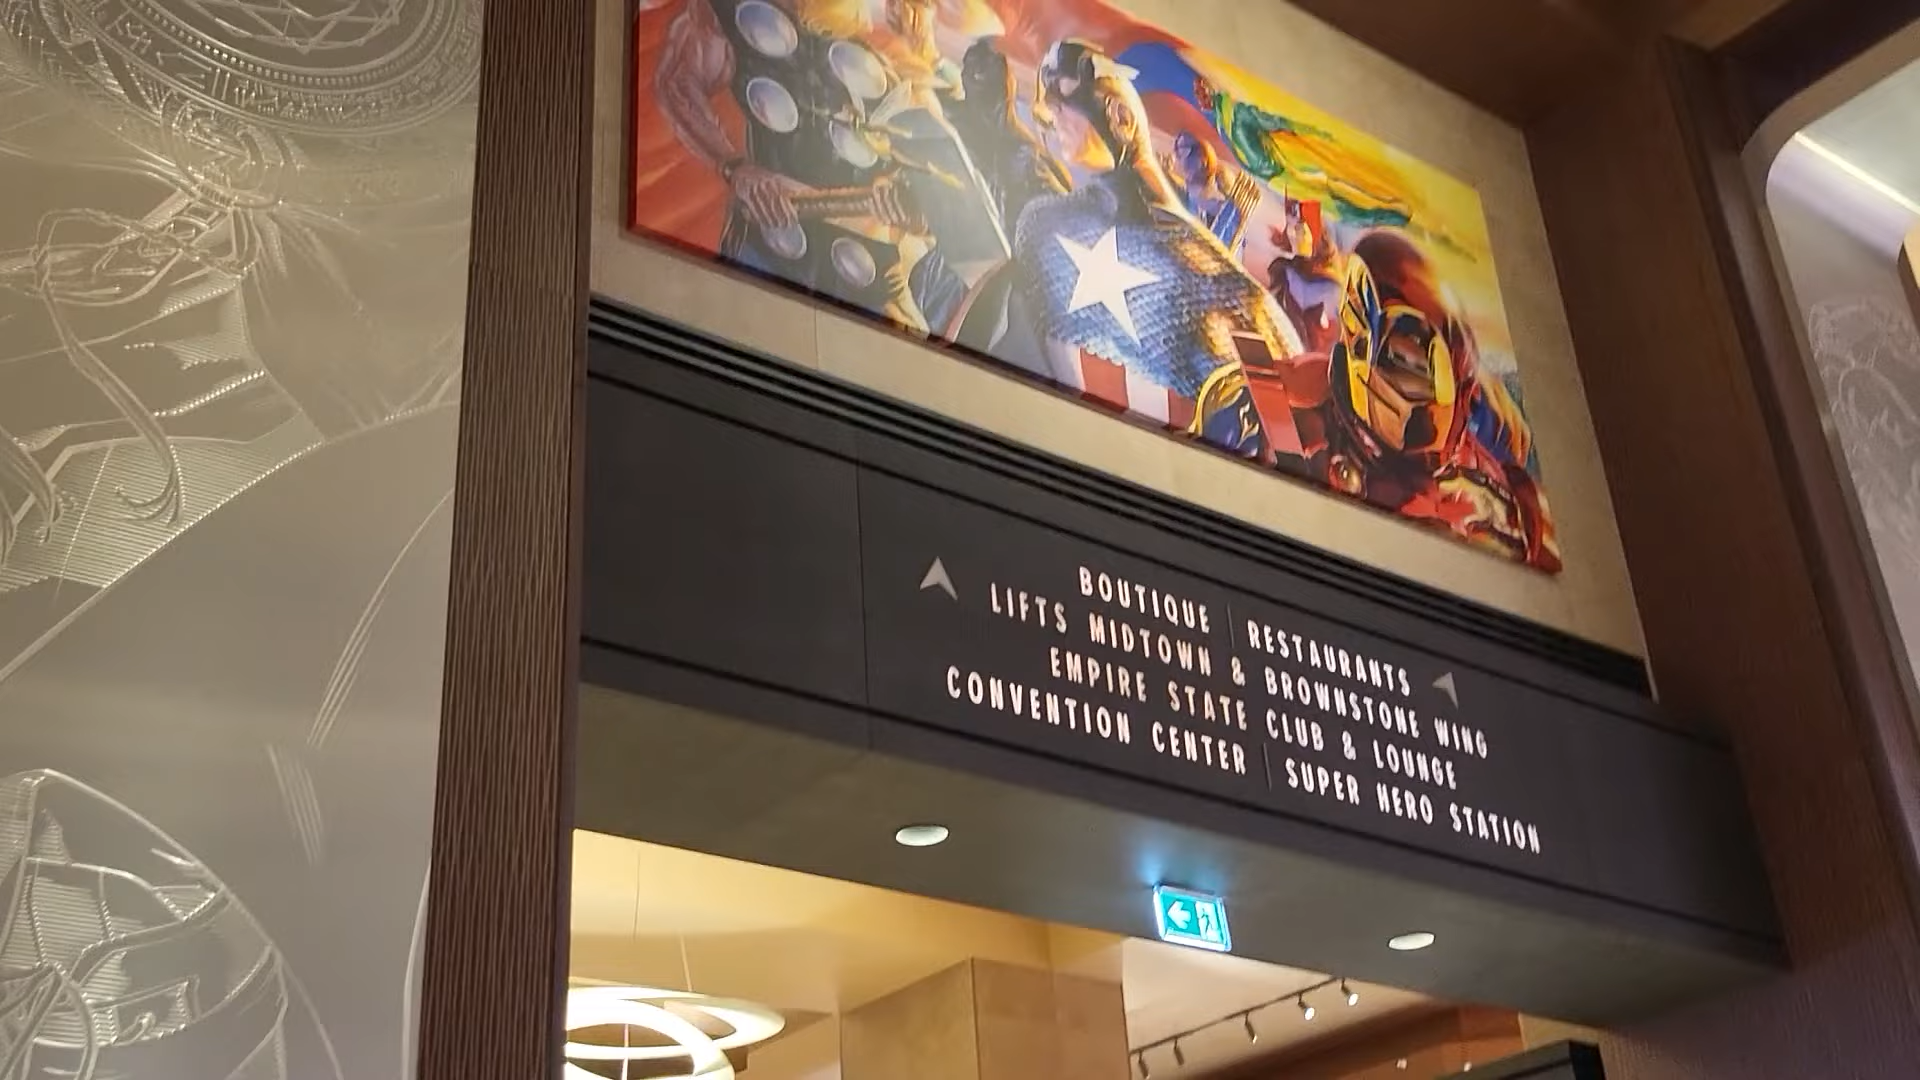 BOUTIQUE | RESTAURANTS
LIFTS MIDTOWN & BROWNSTONE WING
EMPIRE STATE CLUB & LOUNGE
CONVENTION CENTER | SUPER HERO STATION